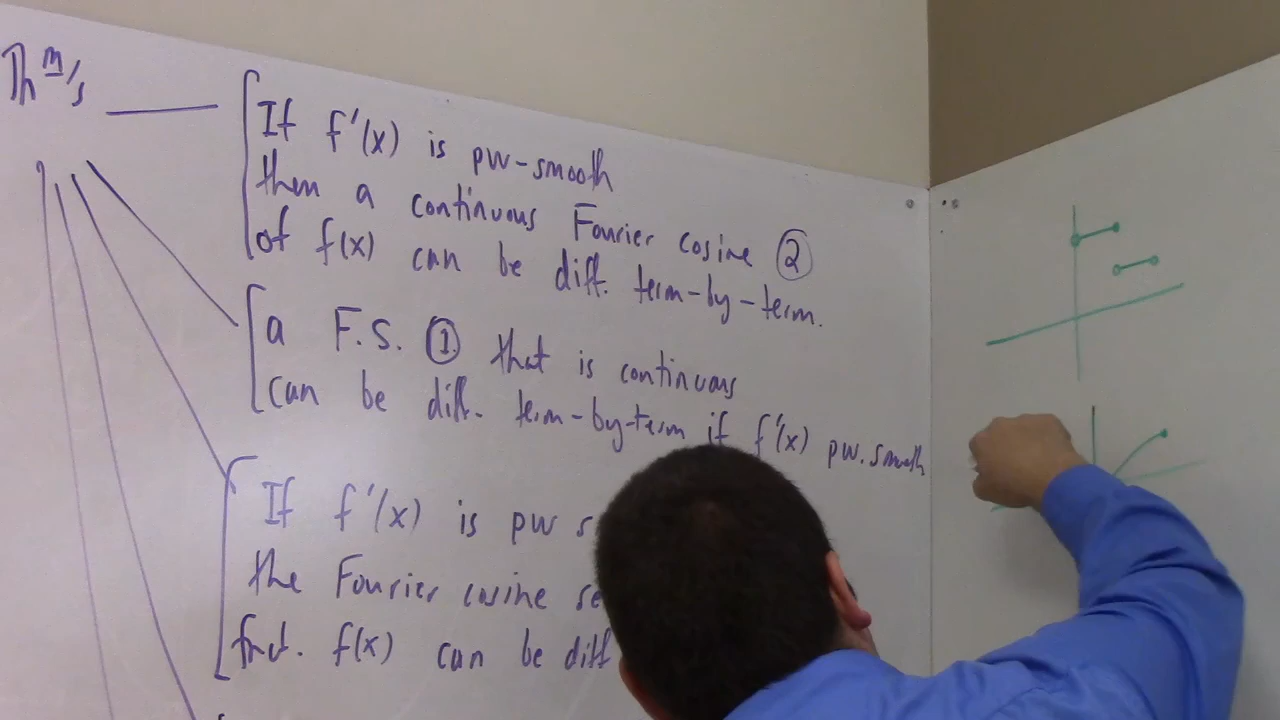 Thm/s
If f'(x) is pw-smooth
then a continuous Fourier cosine ②
of f(x) can be diff. term-by-term.
a F.S. ① that is continuous
can be diff. term-by-term if f'(x) pw. smooth
If f'(x) is pw s
the Fourier cosine se
fnct. f(x) can be diff